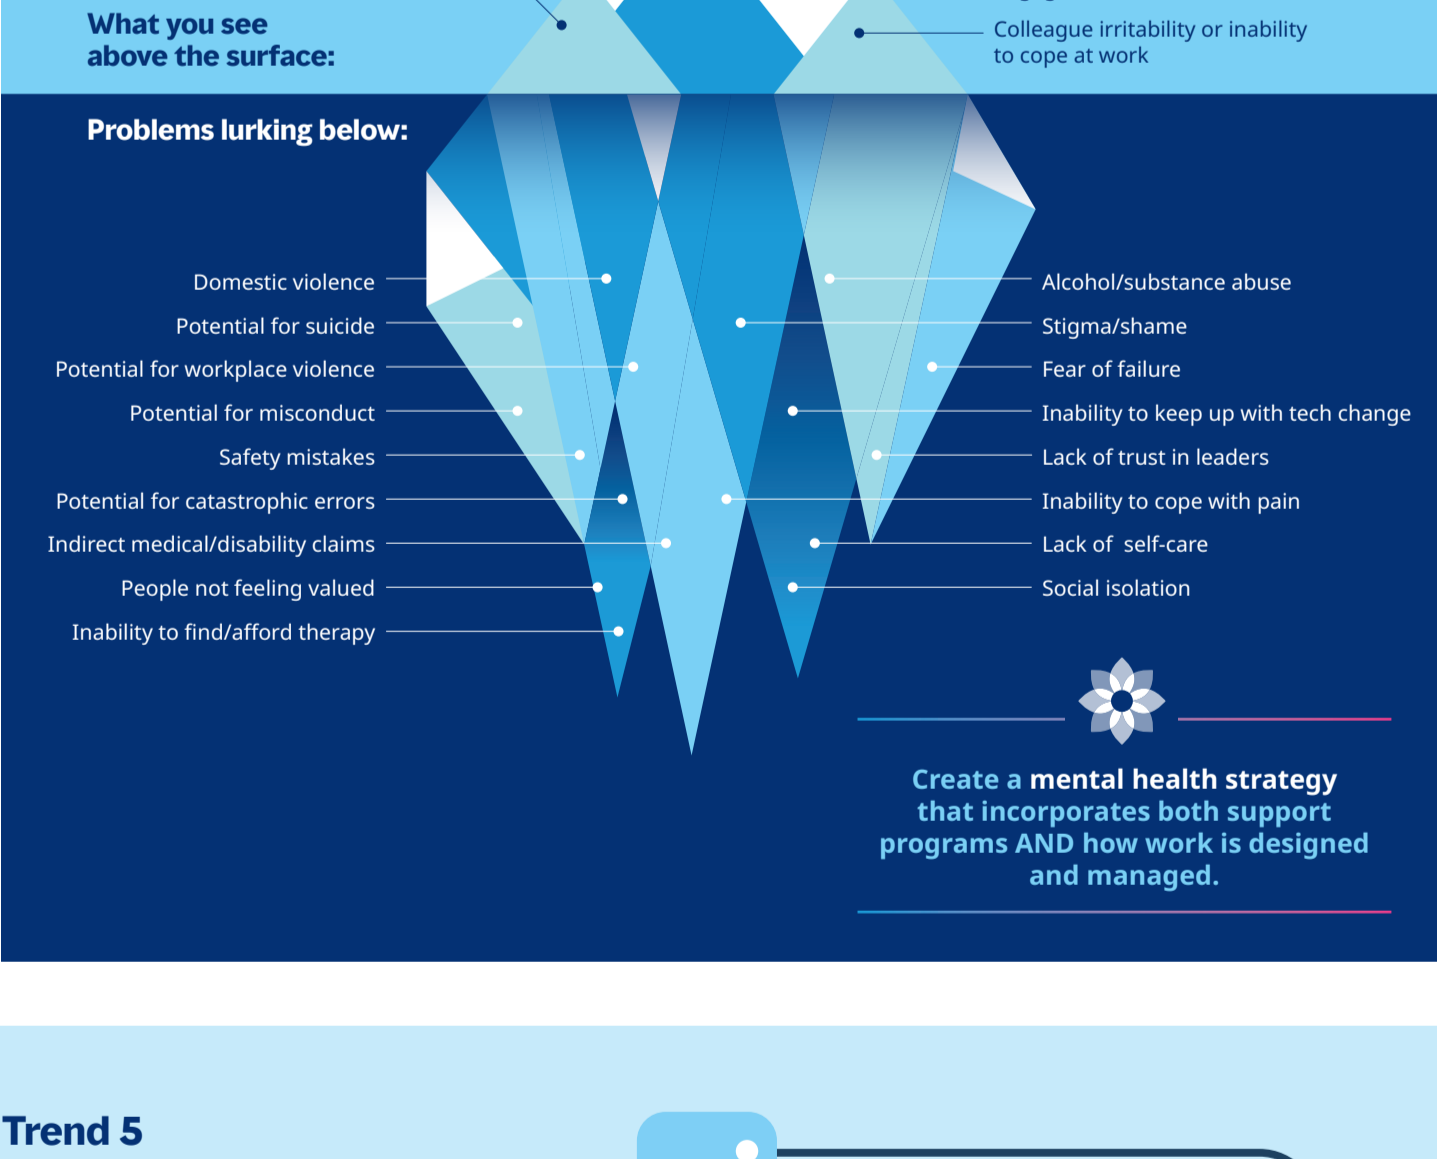 What you see
above the surface:
Colleague irritability or inability
to cope at work
Problems lurking below:
Domestic violence
Potential for suicide
Potential for workplace violence
Potential for misconduct
Safety mistakes
Potential for catastrophic errors
Indirect medical/disability claims
People not feeling valued
Inability to find/afford therapy
Alcohol/substance abuse
Stigma/shame
Fear of failure
Inability to keep up with tech change
Lack of trust in leaders
Inability to cope with pain
Lack of  self-care
Social isolation
Create a mental health strategy
that incorporates both support
programs AND how work is designed
and managed.
Trend 5